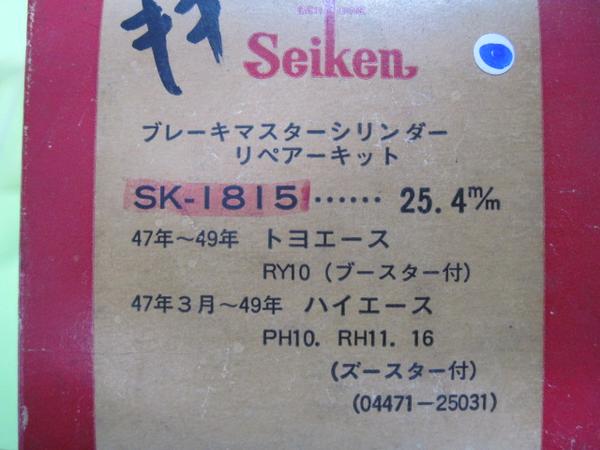 Seiken
ブレーキマスターシリンダー
リペアーキット
SK-1815…… 25.4m/m
47年～49年 トヨエース
RY10 (ブースター付)
47年3月～49年 ハイエース
PH10. RH11. 16
(ズースター付)
(04471-25031)